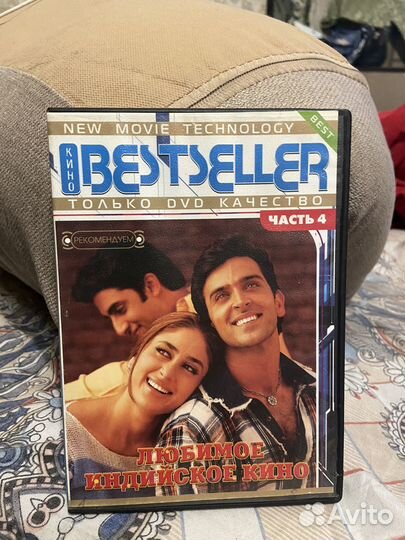 NEW MOVIE TECHNOLOGY
BEST
КИНО
BESTSELLER
ТОЛЬКО DVD КАЧЕСТВО
ЧАСТЬ 4
РЕКОМЕНДУЕМ
ЛЮБИМОЕ
ИНДИЙСКОЕ КИНО
Avito